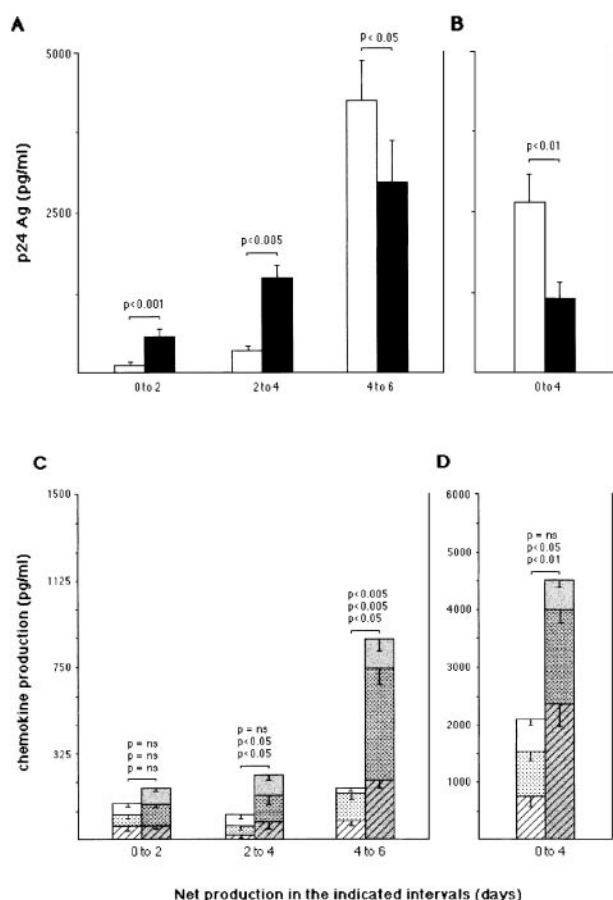 A
B
5000
2500
p24 Ag (pg/ml)
p<0.001
p<0.005
p<0.05
p<0.01
0 to 2
2 to 4
4 to 6
0 to 4
C
D
1500
1125
750
325
chemokine production (pg/ml)
p = ns
p = ns
p = ns
p = ns
p<0.05
p<0.05
p<0.005
p<0.005
p<0.05
6000
5000
4000
3000
2000
1000
p = ns
p<0.05
p<0.01
0 to 2
2 to 4
4 to 6
0 to 4
Net production in the indicated intervals (days)